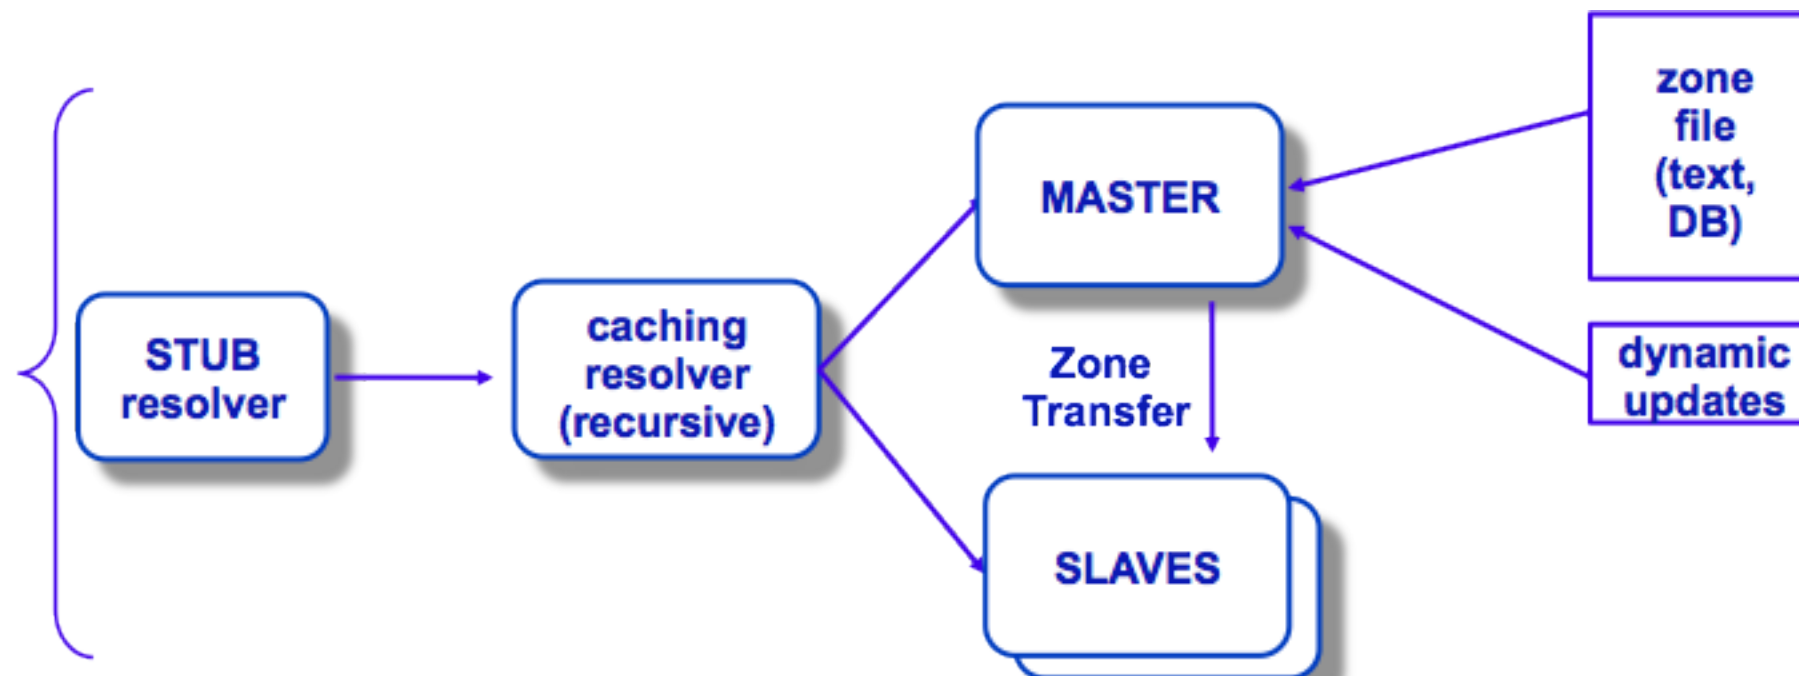 STUB
resolver
caching
resolver
(recursive)
MASTER
Zone
Transfer
SLAVES
zone
file
(text,
DB)
dynamic
updates